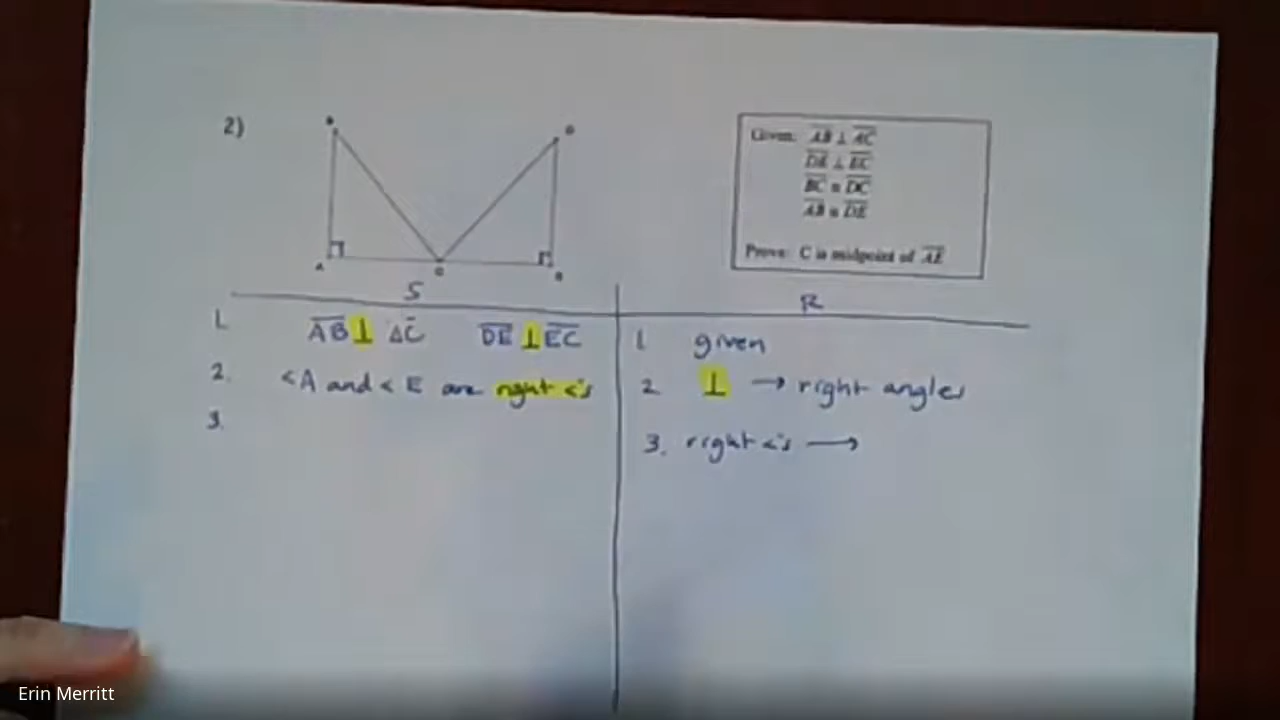 2)
B
D
A
C
E
Given: AB ⊥ AC
DE ⊥ EC
BC ≅ DC
AB ≅ DE
Prove: C is midpoint of AE
S
R
1. AB ⊥ AC DE ⊥ EC
1. given
2. <A and < E are right <'s
2 ⊥ → right angles
3.
3. right <'s →
Erin Merritt